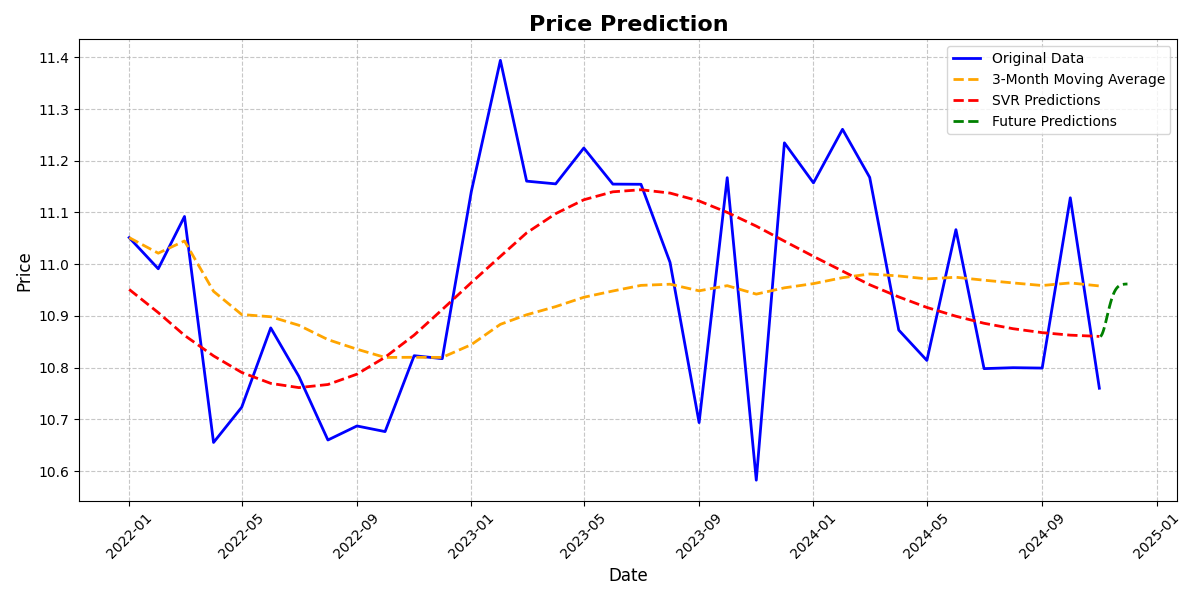 Price Prediction
Original Data
3-Month Moving Average
SVR Predictions
Future Predictions
Price
11.4
11.3
11.2
11.1
11.0
10.9
10.8
10.7
10.6
2022-01
2022-05
2022-09
2023-01
2023-05
2023-09
2024-01
2024-05
2024-09
2025-01
Date